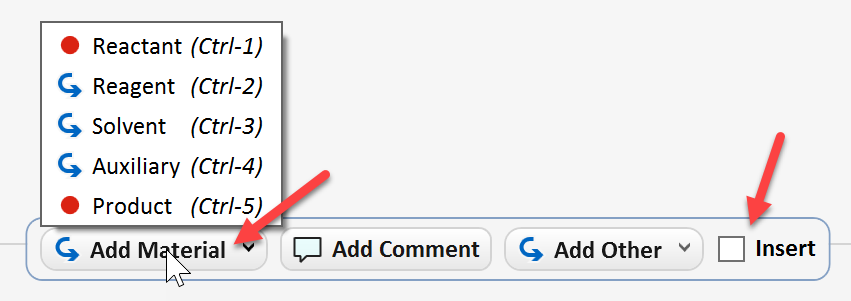 Reactant (Ctrl-1)
Reagent (Ctrl-2)
Solvent (Ctrl-3)
Auxiliary (Ctrl-4)
Product (Ctrl-5)
Add Material Add Comment Add Other Insert